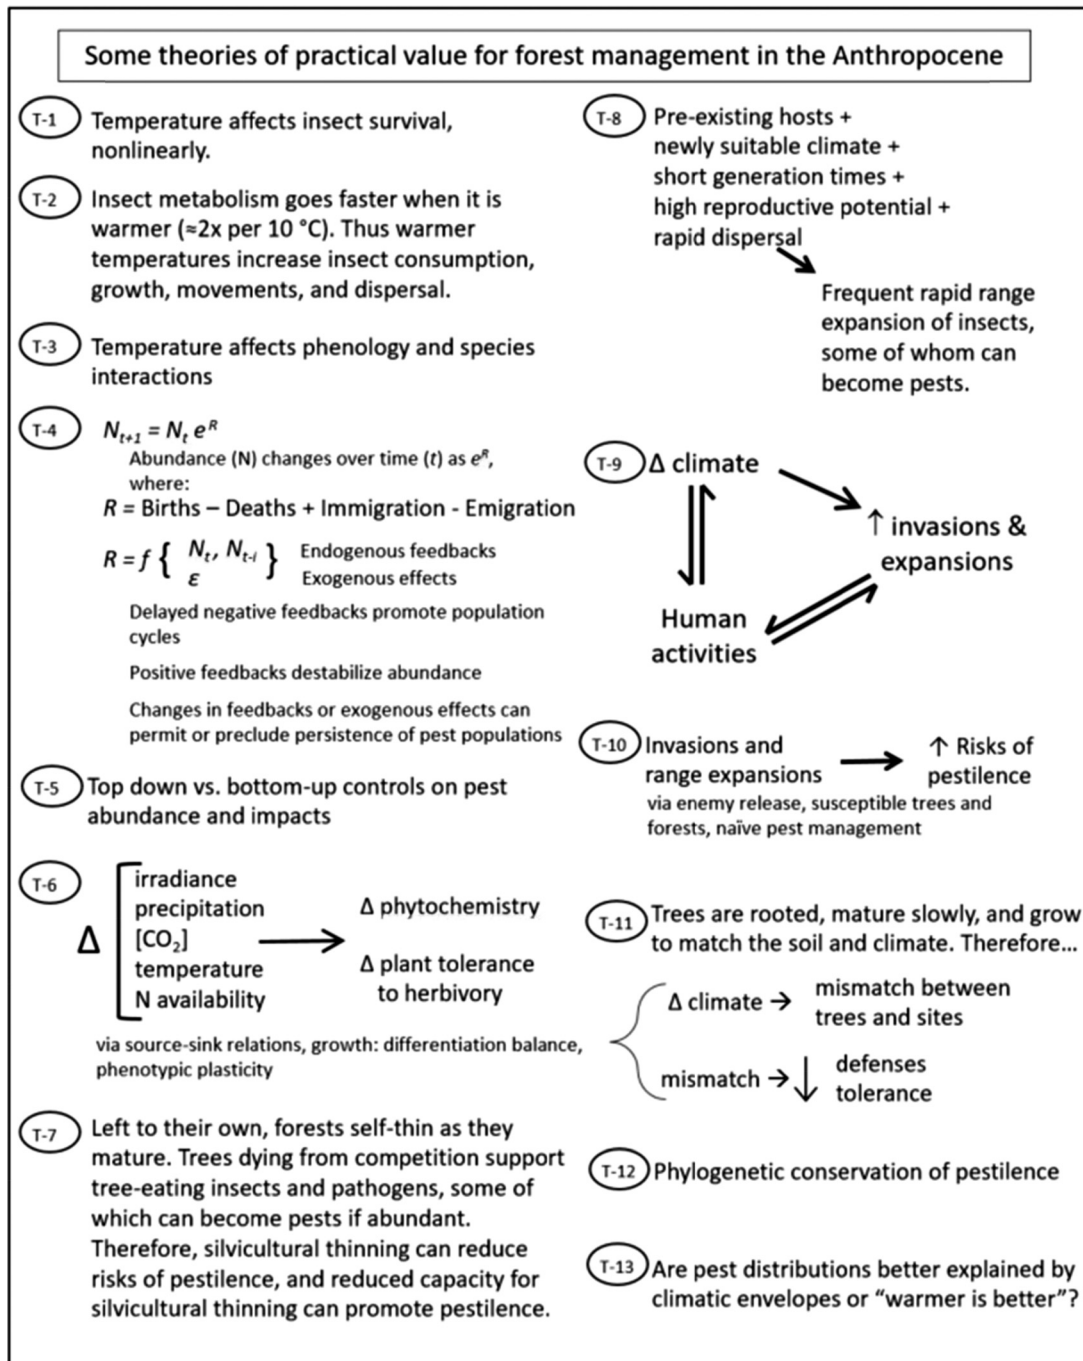 Some theories of practical value for forest management in the Anthropocene
T-1
Temperature affects insect survival,
nonlinearly.
T-2
Insect metabolism goes faster when it is
warmer (≈2x per 10 °C). Thus warmer
temperatures increase insect consumption,
growth, movements, and dispersal.
T-3
Temperature affects phenology and species
interactions
T-4
Nₜ₊₁ = Nₜ eᴿ
Abundance (N) changes over time (t) as eᴿ,
where:
R = Births – Deaths + Immigration - Emigration
R = f { Nₜ, Nₜ₋ᵢ } Endogenous feedbacks
ε Exogenous effects
Delayed negative feedbacks promote population
cycles
Positive feedbacks destabilize abundance
Changes in feedbacks or exogenous effects can
permit or preclude persistence of pest populations
T-5
Top down vs. bottom-up controls on pest
abundance and impacts
T-6
Δ
irradiance
precipitation
[CO₂]
temperature
N availability
Δ phytochemistry
Δ plant tolerance
to herbivory
via source-sink relations, growth: differentiation balance,
phenotypic plasticity
T-7
Left to their own, forests self-thin as they
mature. Trees dying from competition support
tree-eating insects and pathogens, some of
which can become pests if abundant.
Therefore, silvicultural thinning can reduce
risks of pestilence, and reduced capacity for
silvicultural thinning can promote pestilence.
T-8
Pre-existing hosts +
newly suitable climate +
short generation times +
high reproductive potential +
rapid dispersal
Frequent rapid range
expansion of insects,
some of whom can
become pests.
T-9
Δ climate
↑ invasions &
expansions
Human
activities
T-10
Invasions and
range expansions
↑ Risks of
pestilence
via enemy release, susceptible trees and
forests, naïve pest management
T-11
Trees are rooted, mature slowly, and grow
to match the soil and climate. Therefore...
Δ climate → mismatch between
trees and sites
mismatch → ↓ defenses
tolerance
T-12
Phylogenetic conservation of pestilence
T-13
Are pest distributions better explained by
climatic envelopes or “warmer is better”?